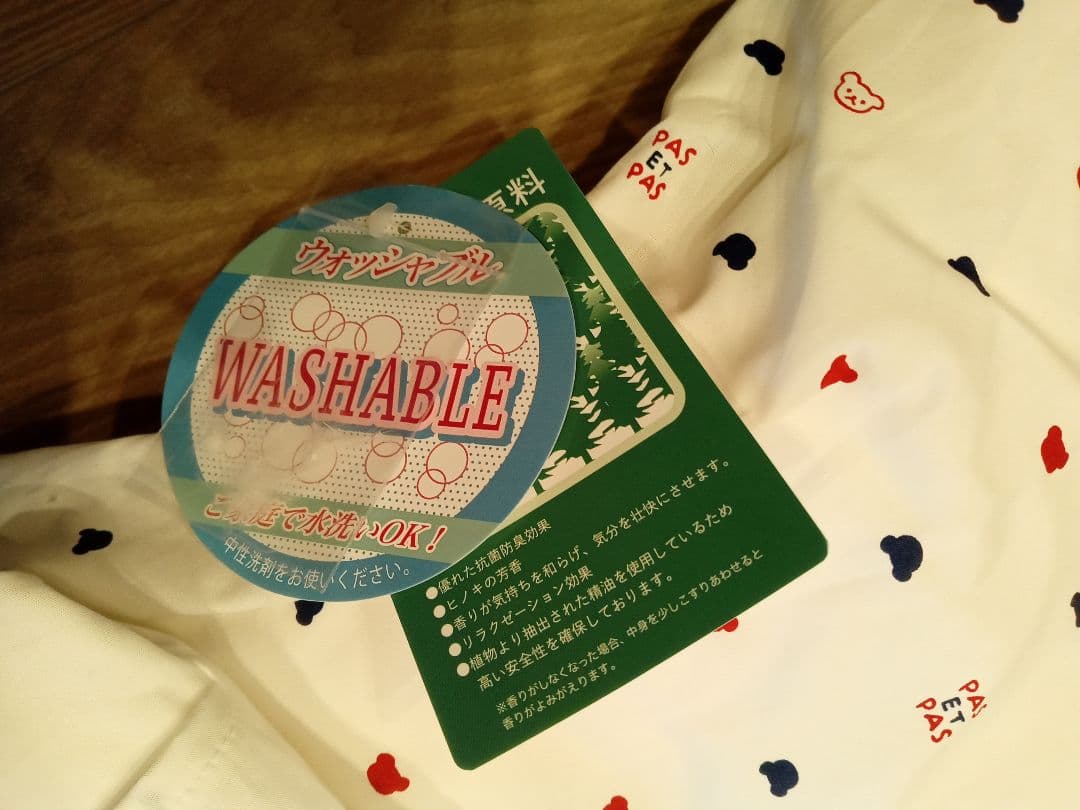 ウォッシャブル
WASHABLE
ご家庭で水洗いOK!
中性洗剤をお使いください。
原料
●優れた抗菌防臭効果
●ヒノキの芳香
●香りが気持ちを和らげ、気分を壮快にさせます。
●リラクゼーション効果
●植物より抽出された精油を使用しているため
高い安全性を確保しております。
※香りがしなくなった場合、中身を少しこすりあわせると
香りがよみがえります。
PAS
ET
PAS
PAS
ET
PAS